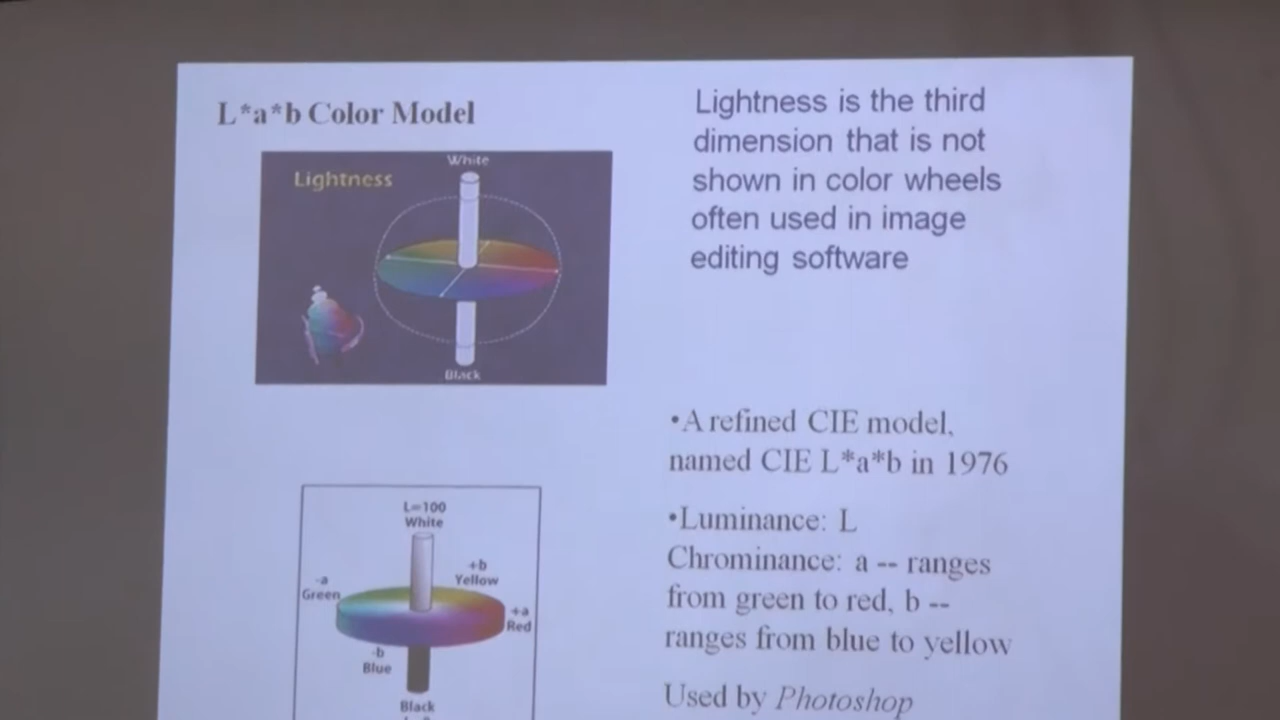 L*a*b Color Model
Lightness is the third
dimension that is not
shown in color wheels
often used in image
editing software
White
Lightness
Black
•A refined CIE model,
named CIE L*a*b in 1976
•Luminance: L
Chrominance: a -- ranges
from green to red, b --
ranges from blue to yellow
Used by Photoshop
L=100
White
+b
Yellow
-a
Green
+a
Red
-b
Blue
Black